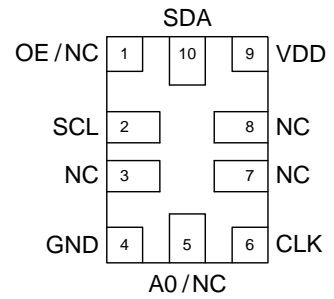 SDA
OE/NC 1 10 9 VDD
SCL 2 8 NC
NC 3 7 NC
GND 4 5 6 CLK
A0/NC